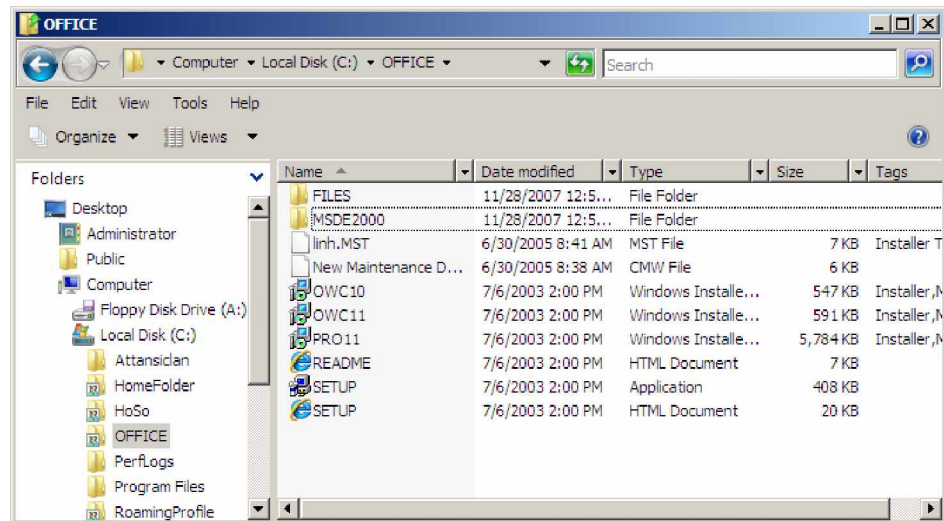 OFFICE
Computer Local Disk (C:) OFFICE Search
File Edit View Tools Help
Organize Views
Folders
Desktop
Administrator
Public
Computer
Floppy Disk Drive (A:)
Local Disk (C:)
Attansiclan
HomeFolder
HoSo
OFFICE
PerfLogs
Program Files
RoamingProfile
Name Date modified Type Size Tags
FILES 11/28/2007 12:5... File Folder
MSDE2000 11/28/2007 12:5... File Folder
linh.MST 6/30/2005 8:41 AM MST File 7 KB Installer T
New Maintenance D... 6/30/2005 8:38 AM CMW File 6 KB
OWC10 7/6/2003 2:00 PM Windows Installe... 547 KB Installer,M
OWC11 7/6/2003 2:00 PM Windows Installe... 591 KB Installer,M
PRO11 7/6/2003 2:00 PM Windows Installe... 5,784 KB Installer,M
README 7/6/2003 2:00 PM HTML Document 7 KB
SETUP 7/6/2003 2:00 PM Application 408 KB
SETUP 7/6/2003 2:00 PM HTML Document 20 KB